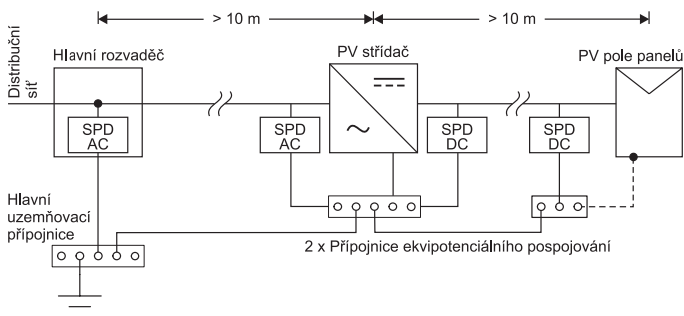 > 10 m
> 10 m
Distribuční
síť
Hlavní rozvaděč
PV střídač
PV pole panelů
SPD
AC
SPD
AC
SPD
DC
SPD
DC
Hlavní
uzemňovací
přípojnice
2 x Přípojnice ekvipotenciálního pospojování